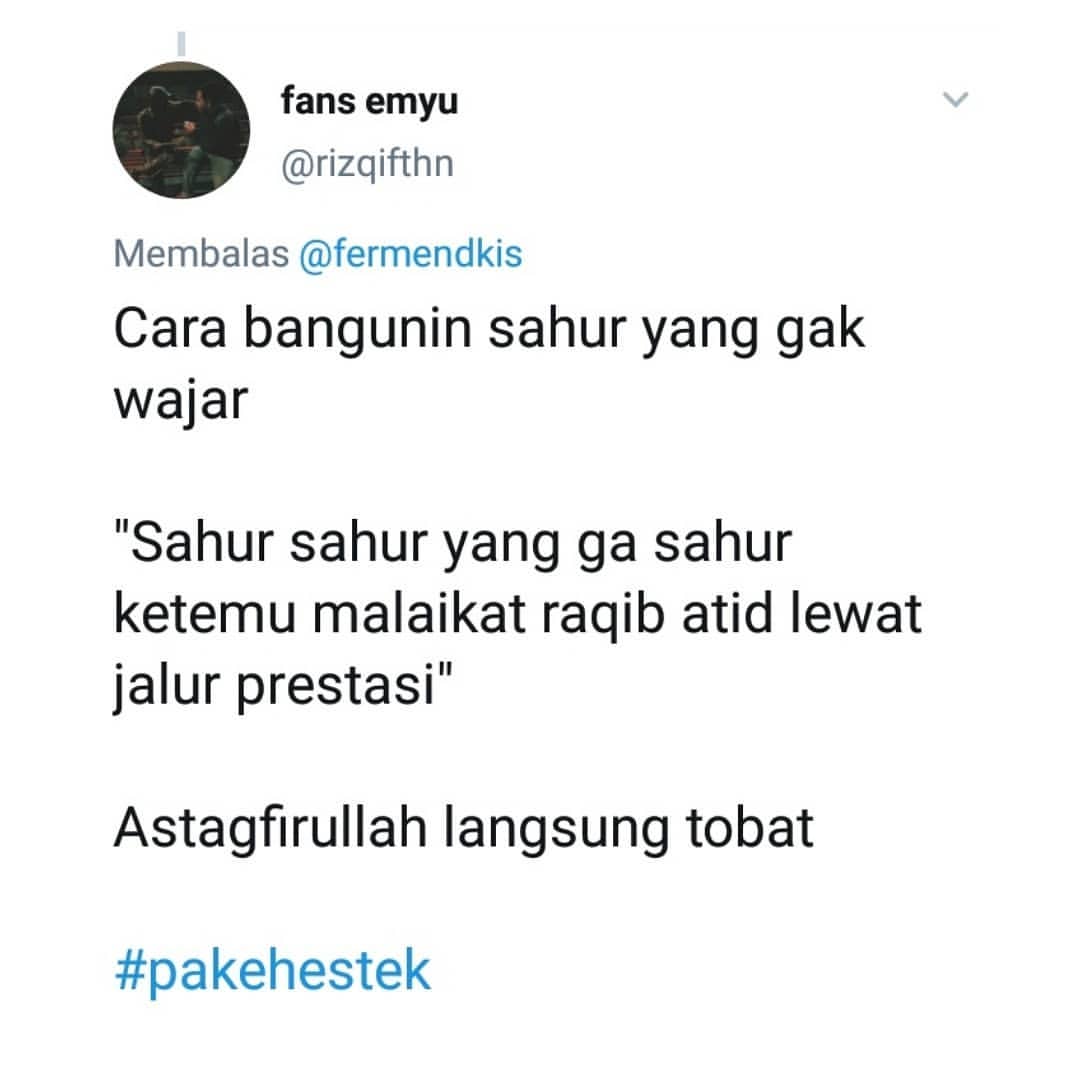 fans emyu
@rizqifthn
Membalas @fermendkis
Cara bangunin sahur yang gak
wajar
"Sahur sahur yang ga sahur
ketemu malaikat raqib atid lewat
jalur prestasi"
Astagfirullah langsung tobat
#pakehestek